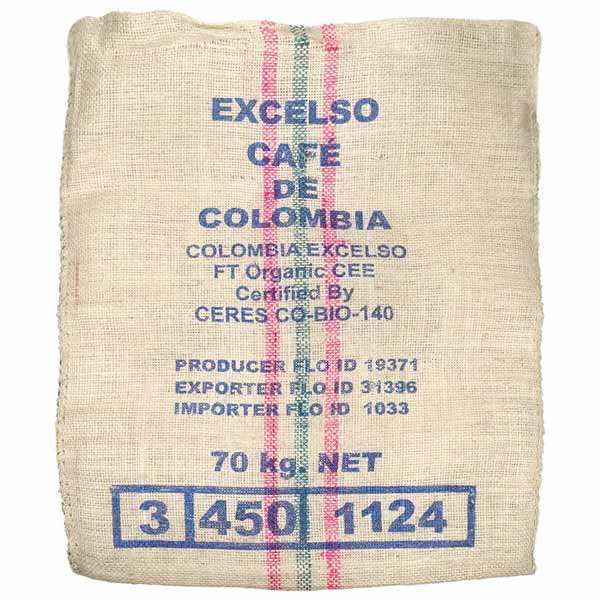 EXCELSO
CAFÉ
DE
COLOMBIA
COLOMBIA EXCELSO
FT Organic CEE
Certified By
CERES CO-BIO-140
PRODUCER FLO ID 19371
EXPORTER FLO ID 31396
IMPORTER FLO ID 1033
70 kg. NET
3 450 1124